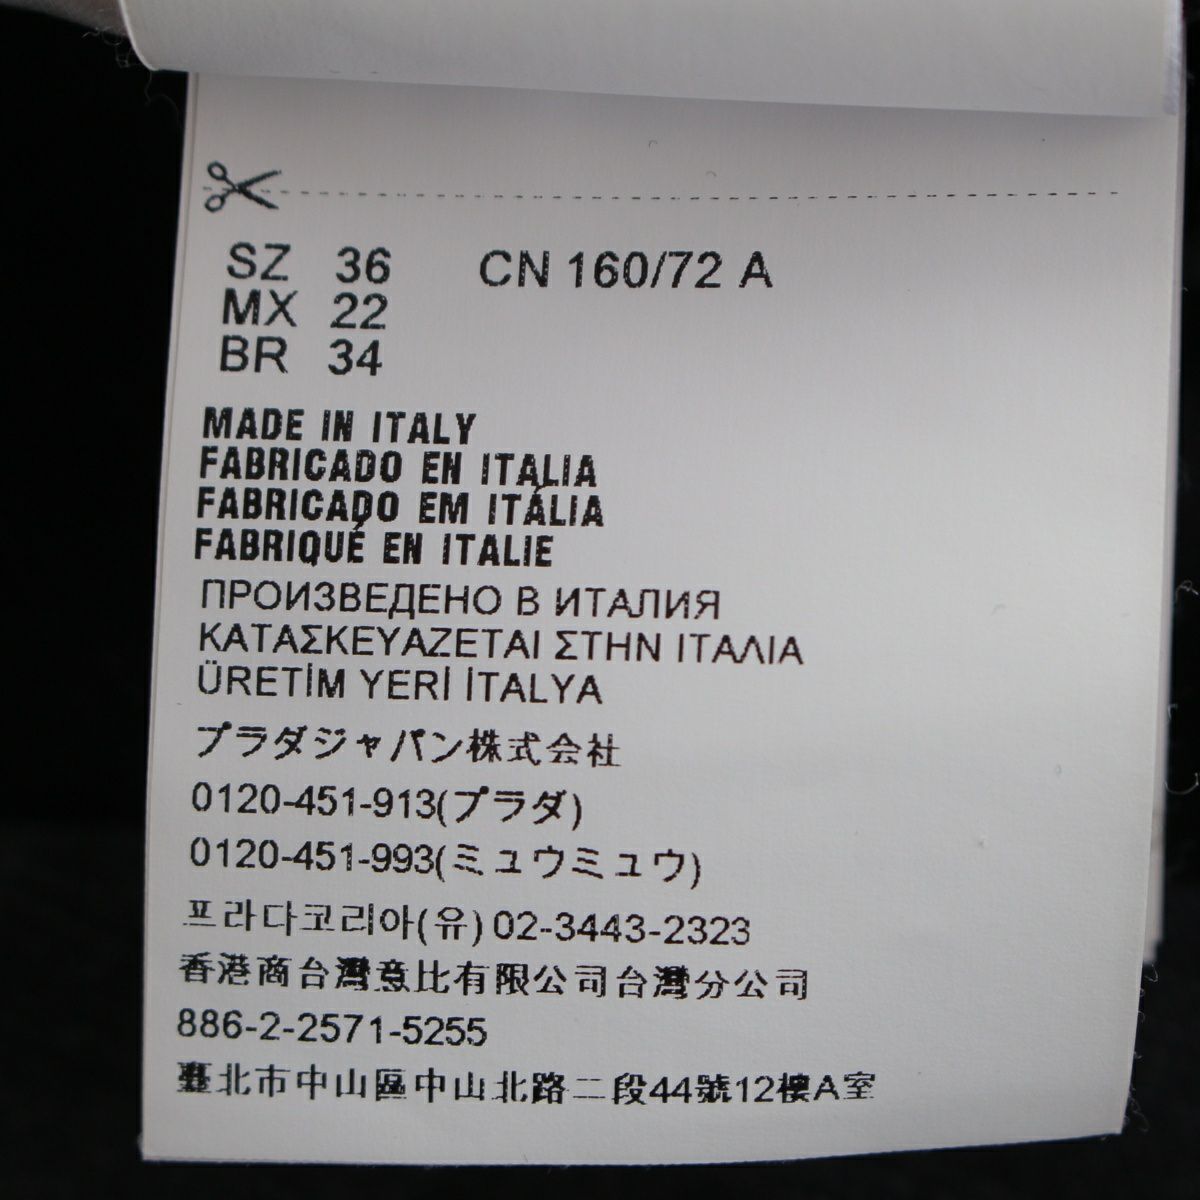 SZ 36 CN 160/72 A
MX 22
BR 34
MADE IN ITALY
FABRICADO EN ITALIA
FABRICADO EM ITÁLIA
FABRIQUÉ EN ITALIE
ПРОИЗВЕДЕНО В ИТАЛИЯ
ΚΑΤΑΣΚΕΥΑΖΕΤΑΙ ΣΤΗΝ ΙΤΑΛΙΑ
ÜRETİM YERİ İTALYA
プラダジャパン株式会社
0120-451-913(プラダ)
0120-451-993(ミュウミュウ)
프라다코리아(유) 02-3443-2323
香港商台灣意比有限公司台灣分公司
886-2-2571-5255
臺北市中山區中山北路二段44號12樓A室